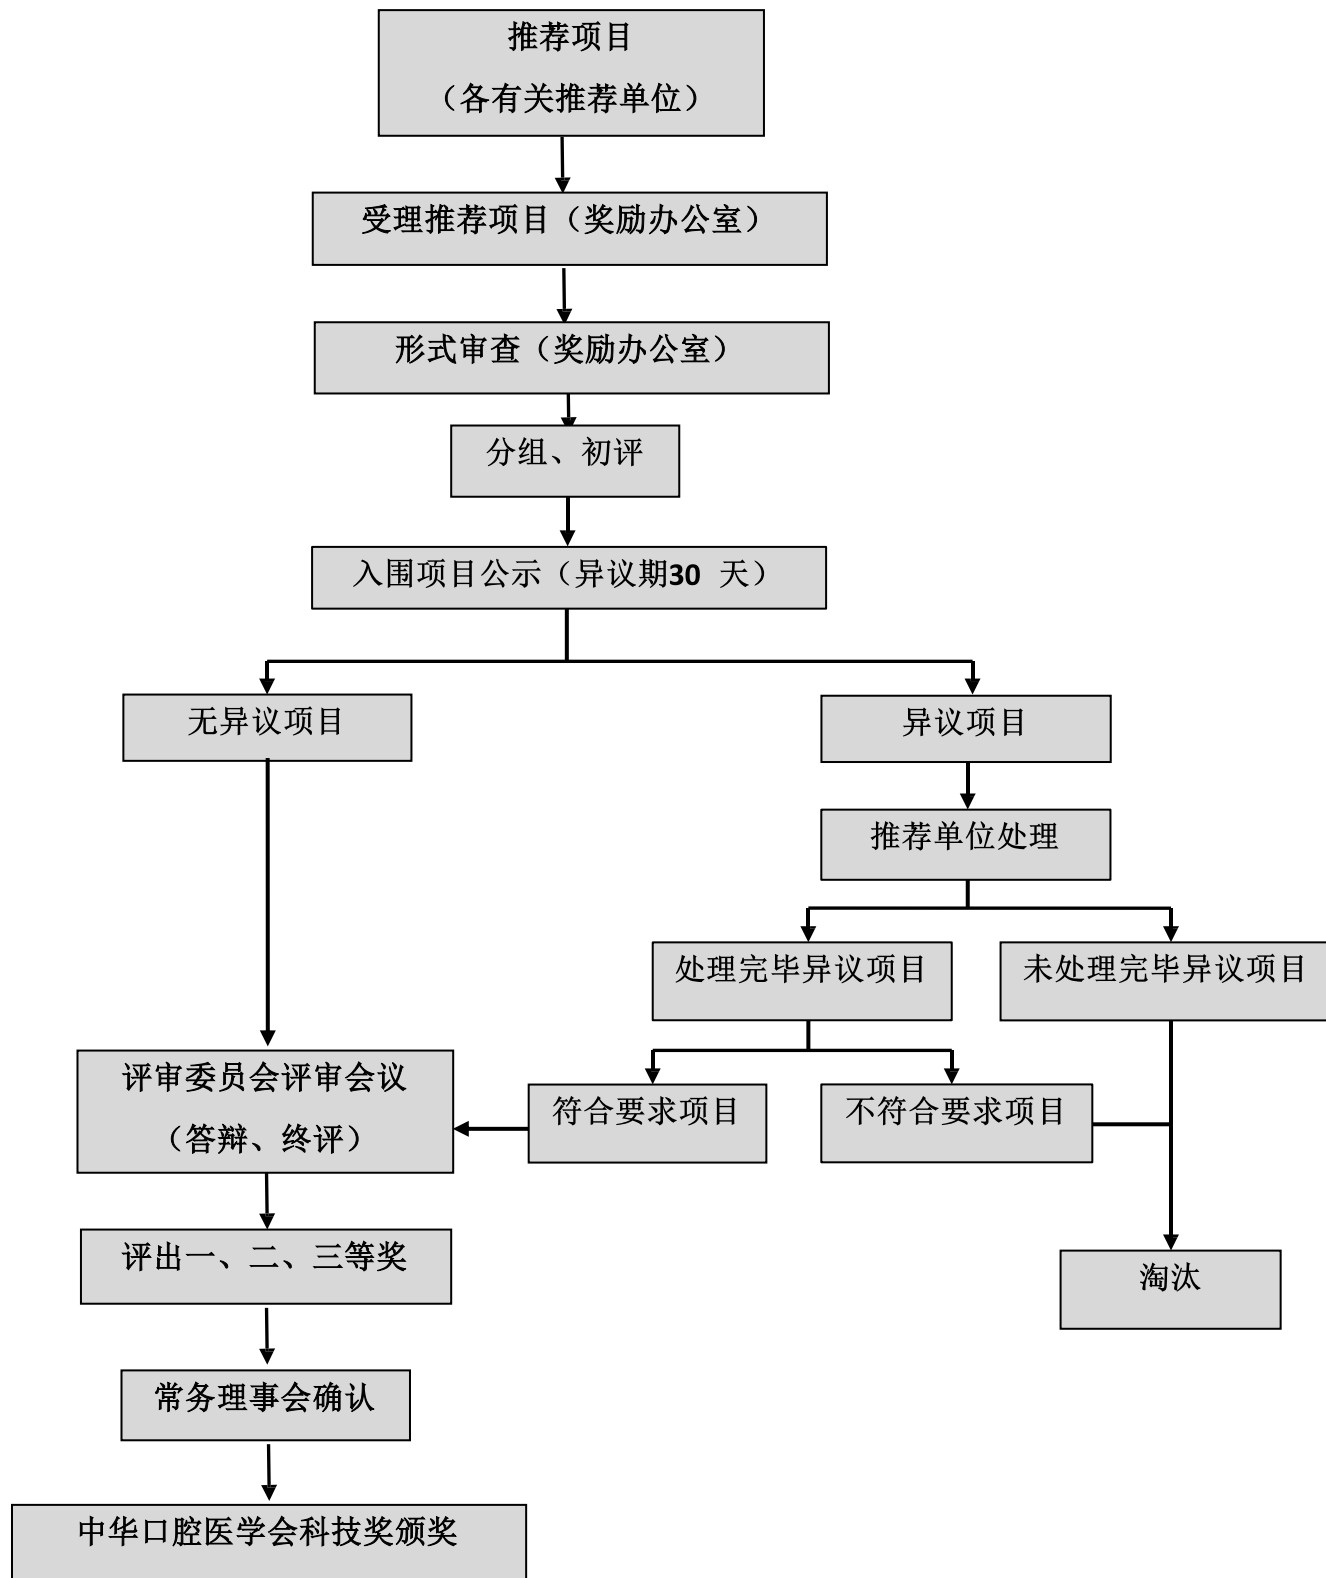 推荐项目
（各有关推荐单位）
受理推荐项目（奖励办公室）
形式审查（奖励办公室）
分组、初评
入围项目公示（异议期30 天）
无异议项目
异议项目
推荐单位处理
处理完毕异议项目
未处理完毕异议项目
评审委员会评审会议
（答辩、终评）
符合要求项目
不符合要求项目
评出一、二、三等奖
淘汰
常务理事会确认
中华口腔医学会科技奖颁奖